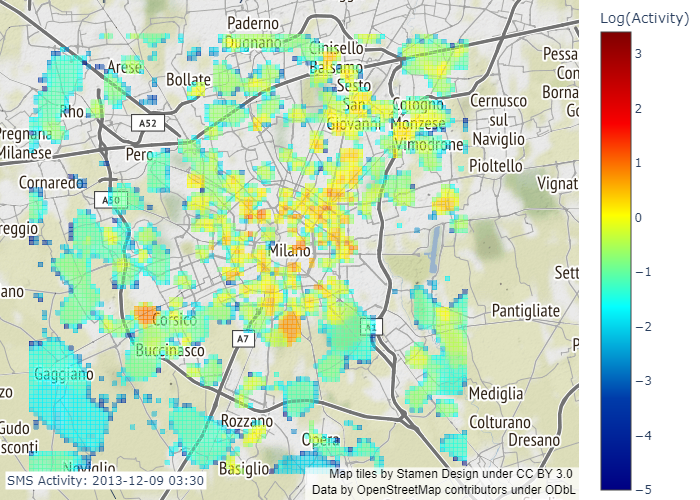 Log(Activity)
3
2
1
0
−1
−2
−3
−4
−5
Paderno
Dugnano
Cinisello
Balsamo
Arese
Bollate
Sesto
San
Giovanni
Cologno
Monzese
Cernusco
sul
Naviglio
Pessa
Con
Borna
Go
Rho
A52
Pregnana
Milanese
Pero
Vimodrone
Pioltello
Cornaredo
Vignat
A50
reggio
Milano
Sett
ano
Corsico
A7
A1
Pantigliate
P
Buccinasco
Gaggiano
zo
Mediglia
Gudo
sconti
Rozzano
Opera
Colturano
Dresano
Noviglio
Basiglio
SMS Activity: 2013-12-09 03:30
Map tiles by Stamen Design under CC BY 3.0
Data by OpenStreetMap contributors under ODbL